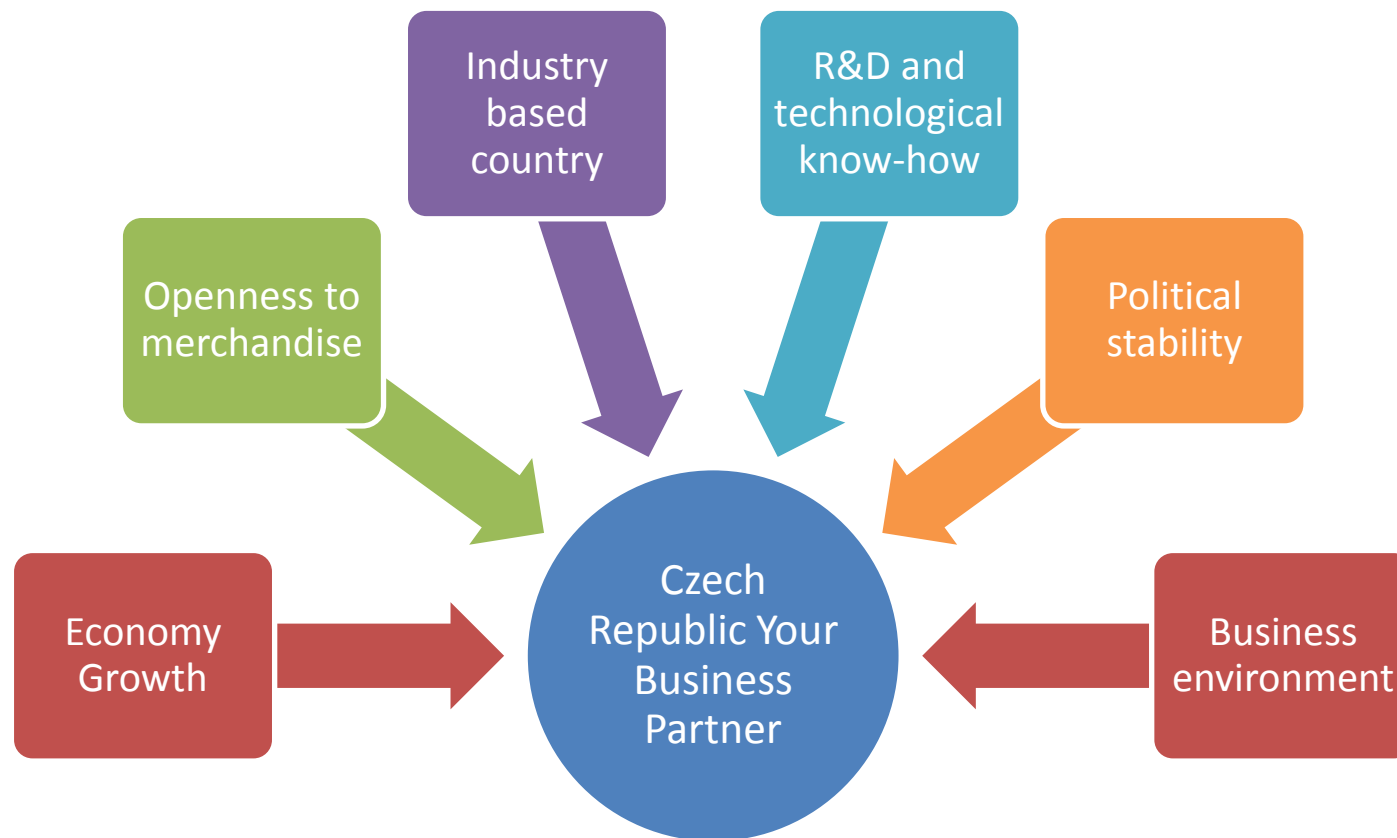 Industry
based
country
R&D and
technological
know-how
Openness to
merchandise
Political
stability
Economy
Growth
Czech
Republic Your
Business
Partner
Business
environment